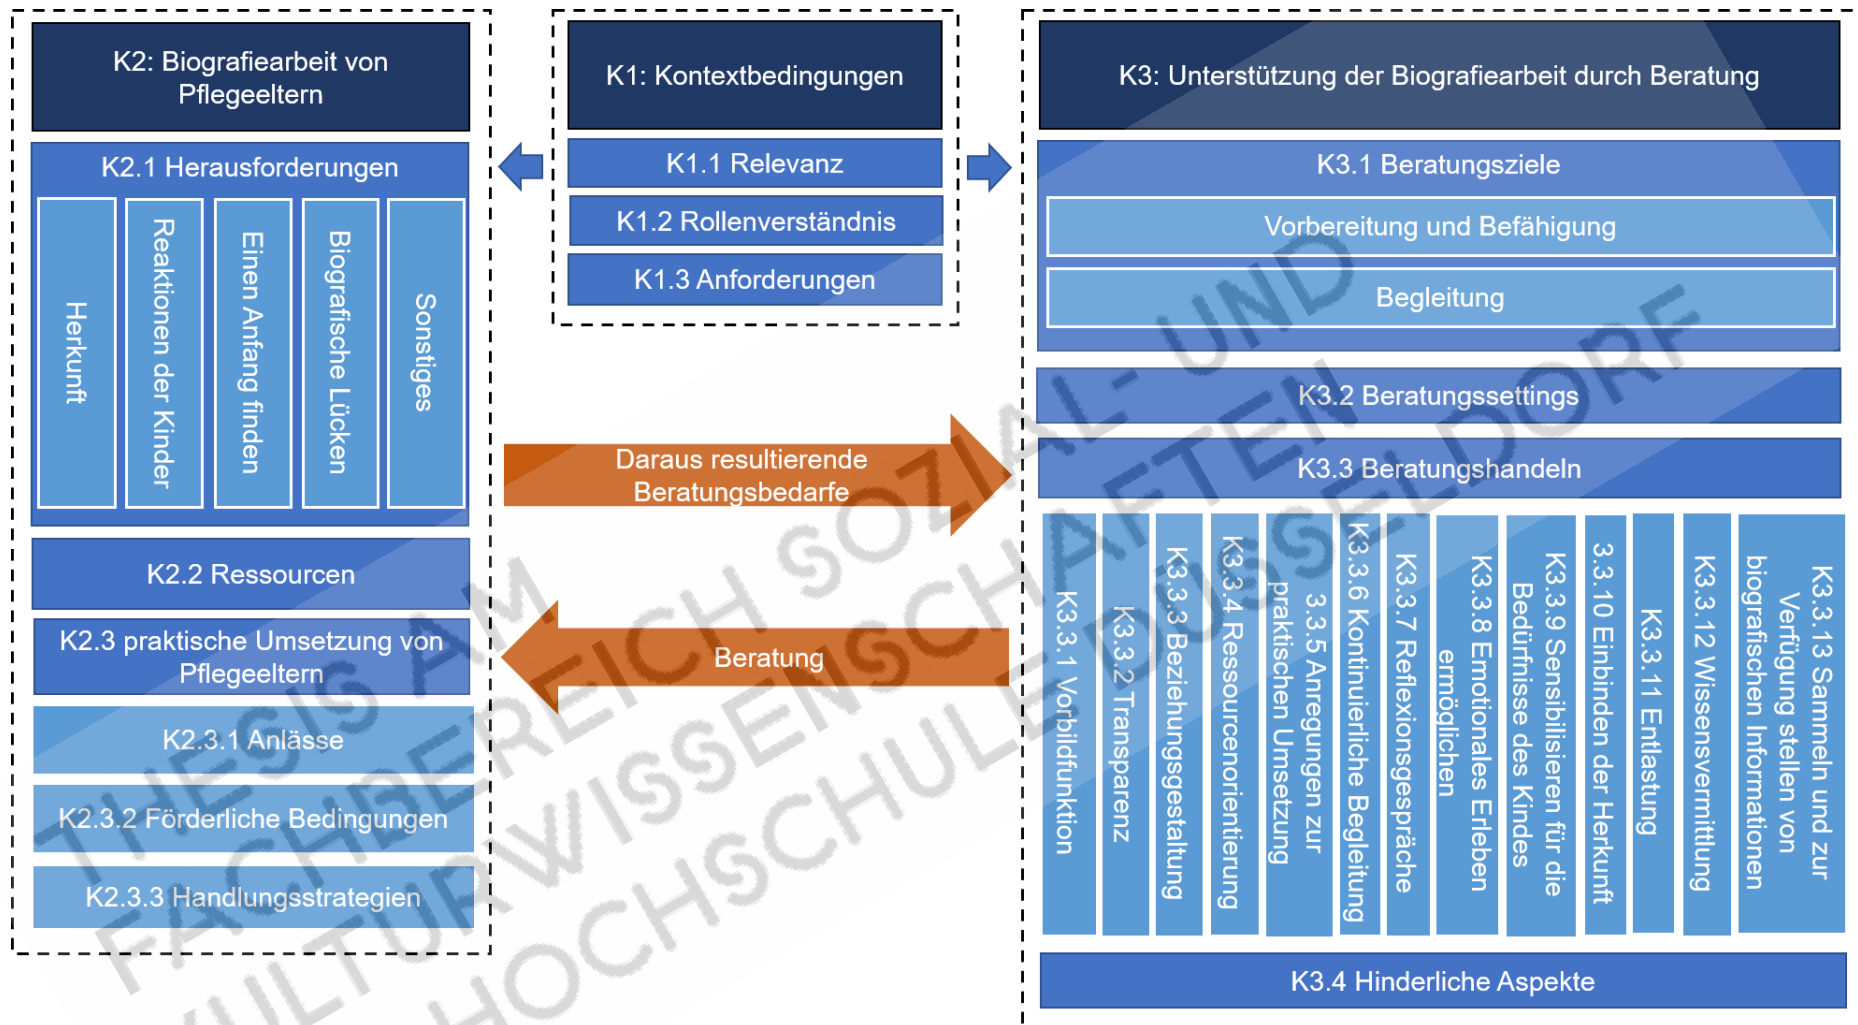 K2: Biografiearbeit von
Pflegeeltern
K2.1 Herausforderungen
Herkunft
Reaktionen der Kinder
Einen Anfang finden
Biografische Lücken
Sonstiges
K2.2 Ressourcen
K2.3 praktische Umsetzung von
Pflegeeltern
K2.3.1 Anlässe
K2.3.2 Förderliche Bedingungen
K2.3.3 Handlungsstrategien
K1: Kontextbedingungen
K1.1 Relevanz
K1.2 Rollenverständnis
K1.3 Anforderungen
Daraus resultierende
Beratungsbedarfe
Beratung
K3: Unterstützung der Biografiearbeit durch Beratung
K3.1 Beratungsziele
Vorbereitung und Befähigung
Begleitung
K3.2 Beratungssettings
K3.3 Beratungshandeln
K3.3.1 Vorbildfunktion
K3.3.2 Transparenz
K3.3.3 Beziehungsgestaltung
K3.3.4 Ressourcenorientierung
3.3.5 Anregungen zur
praktischen Umsetzung
K3.3.6 Kontinuierliche Begleitung
K3.3.7 Reflexionsgespräche
K3.3.8 Emotionales Erleben
ermöglichen
K3.3.9 Sensibilisieren für die
Bedürfnisse des Kindes
3.3.10 Einbinden der Herkunft
K3.3.11 Entlastung
K3.3.12 Wissensvermittlung
K3.3.13 Sammeln und zur
Verfügung stellen von
biografischen Informationen
K3.4 Hinderliche Aspekte
THESIS AM
FACHBEREICH SOZIAL- UND
KULTURWISSENSCHAFTEN
HOCHSCHULE DÜSSELDORF